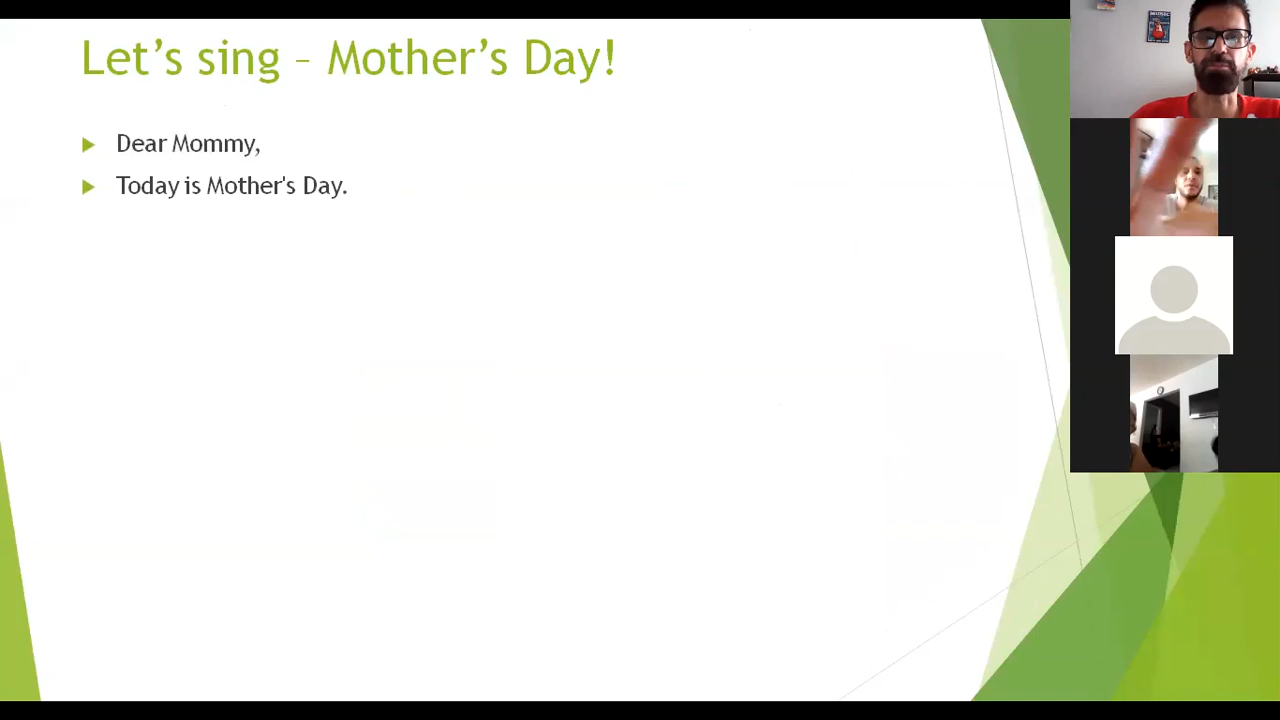 Let's sing – Mother's Day!
Dear Mommy,
Today is Mother's Day.